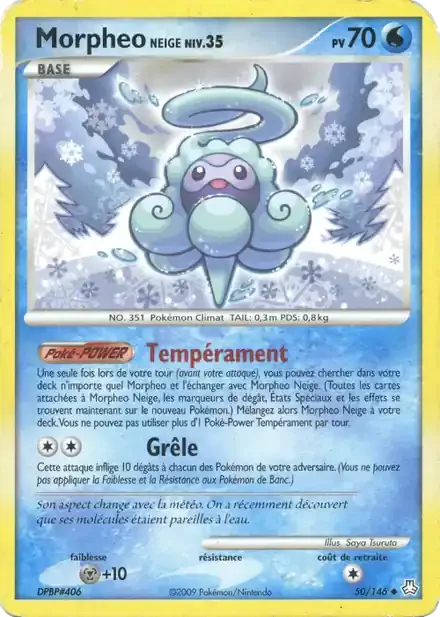 Morpheo NEIGE NIV.35 PV 70
BASE
NO. 351 Pokémon Climat TAIL: 0,3m PDS: 0,8kg
Poké-POWER Tempérament
Une seule fois lors de votre tour (avant votre attaque), vous pouvez chercher dans votre
deck n'importe quel Morpheo et l'échanger avec Morpheo Neige. (Toutes les cartes
attachées à Morpheo Neige, les marqueurs de dégât, États Spéciaux et les effets se
trouvent maintenant sur le nouveau Pokémon.) Mélangez alors Morpheo Neige à votre
deck. Vous ne pouvez pas utiliser plus d'1 Poké-Power Tempérament par tour.
Grêle
Cette attaque inflige 10 dégâts à chacun des Pokémon de votre adversaire. (Vous ne pouvez
pas appliquer la Faiblesse et la Résistance aux Pokémon de Banc.)
Son aspect change avec la météo. On a récemment découvert
que ses molécules étaient pareilles à l'eau.
Illus. Saya Tsuruta
faiblesse résistance coût de retraite
+10
DPBP#406 ©2009 Pokémon/Nintendo 50/146